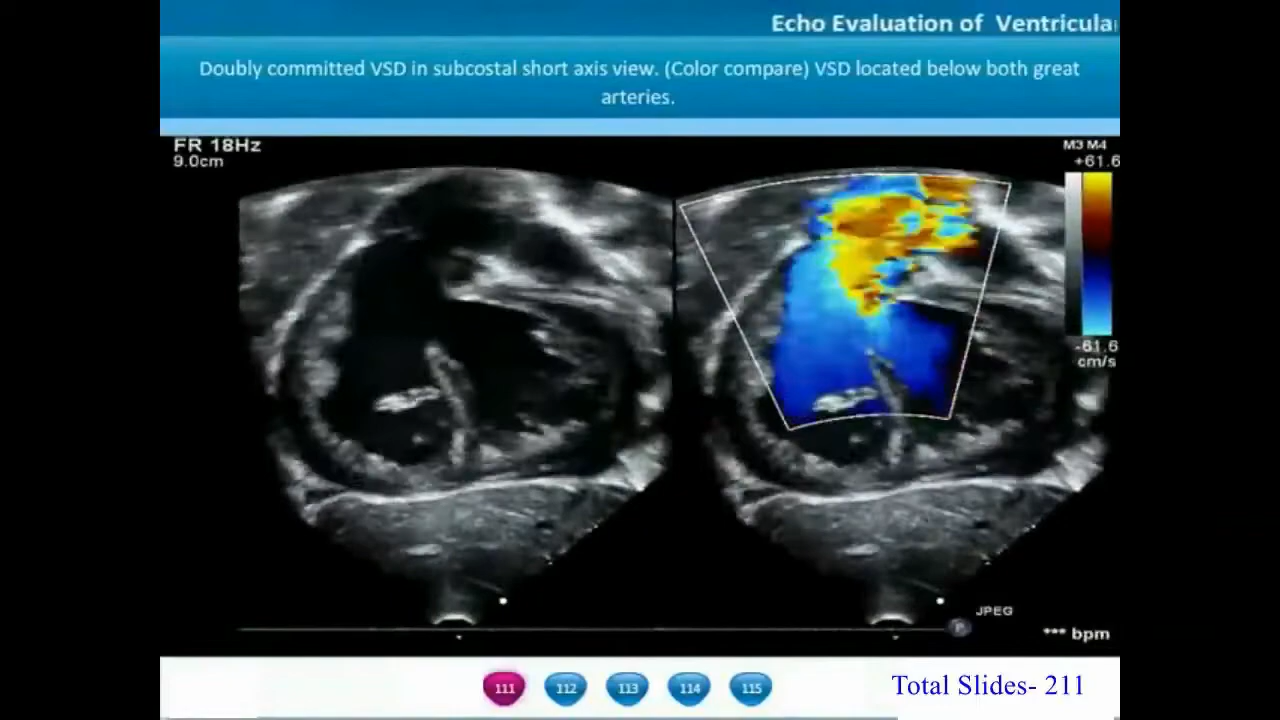 Echo Evaluation of Ventricula
Doubly committed VSD in subcostal short axis view. (Color compare) VSD located below both great
arteries.
FR 18Hz
9.0cm
M3 M4
+61.6
-61.6
cm/s
JPEG
P
*** bpm
111 112 113 114 115
Total Slides- 211